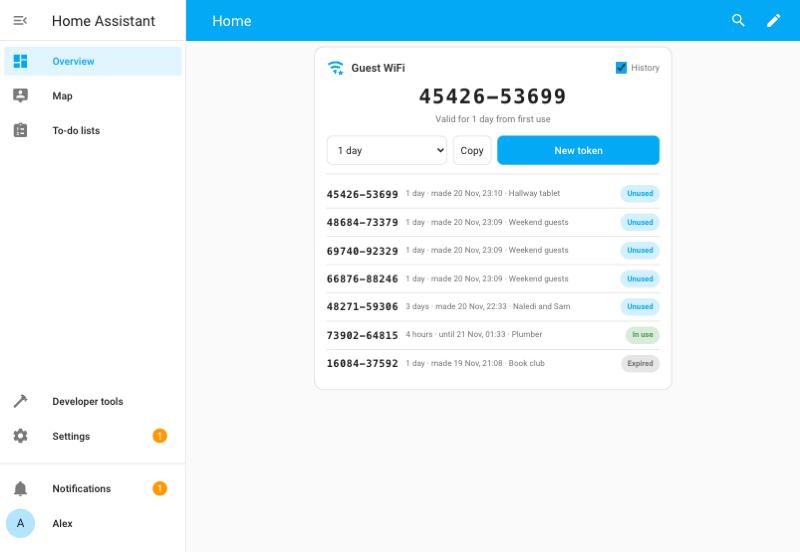 Home Assistant
Home
Overview
Map
To-do lists
Developer tools
Settings 1
Notifications 1
A Alex
Guest WiFi
History
45426–53699
Valid for 1 day from first use
1 day
Copy
New token
45426–53699 1 day · made 20 Nov, 23:10 · Hallway tablet Unused
48684–73379 1 day · made 20 Nov, 23:09 · Weekend guests Unused
69740–92329 1 day · made 20 Nov, 23:09 · Weekend guests Unused
66876–88246 1 day · made 20 Nov, 23:09 · Weekend guests Unused
48271–59306 3 days · made 20 Nov, 22:33 · Naledi and Sam Unused
73902–64815 4 hours · until 21 Nov, 01:33 · Plumber In use
16084–37592 1 day · made 19 Nov, 21:08 · Book club Expired